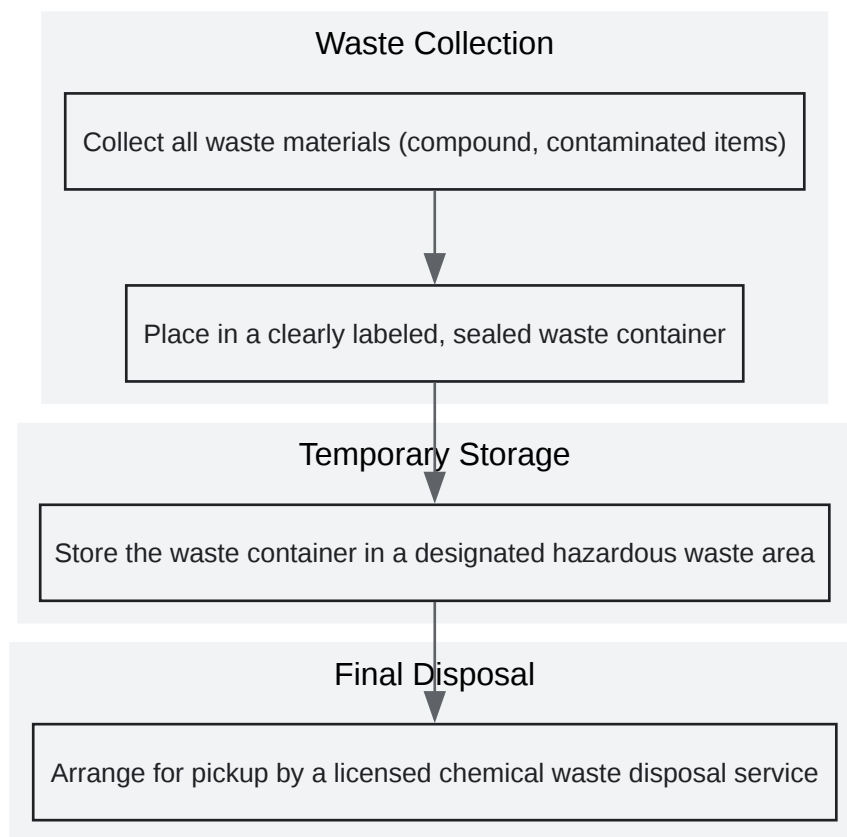 Waste Collection
Collect all waste materials (compound, contaminated items)
Place in a clearly labeled, sealed waste container
Temporary Storage
Store the waste container in a designated hazardous waste area
Final Disposal
Arrange for pickup by a licensed chemical waste disposal service